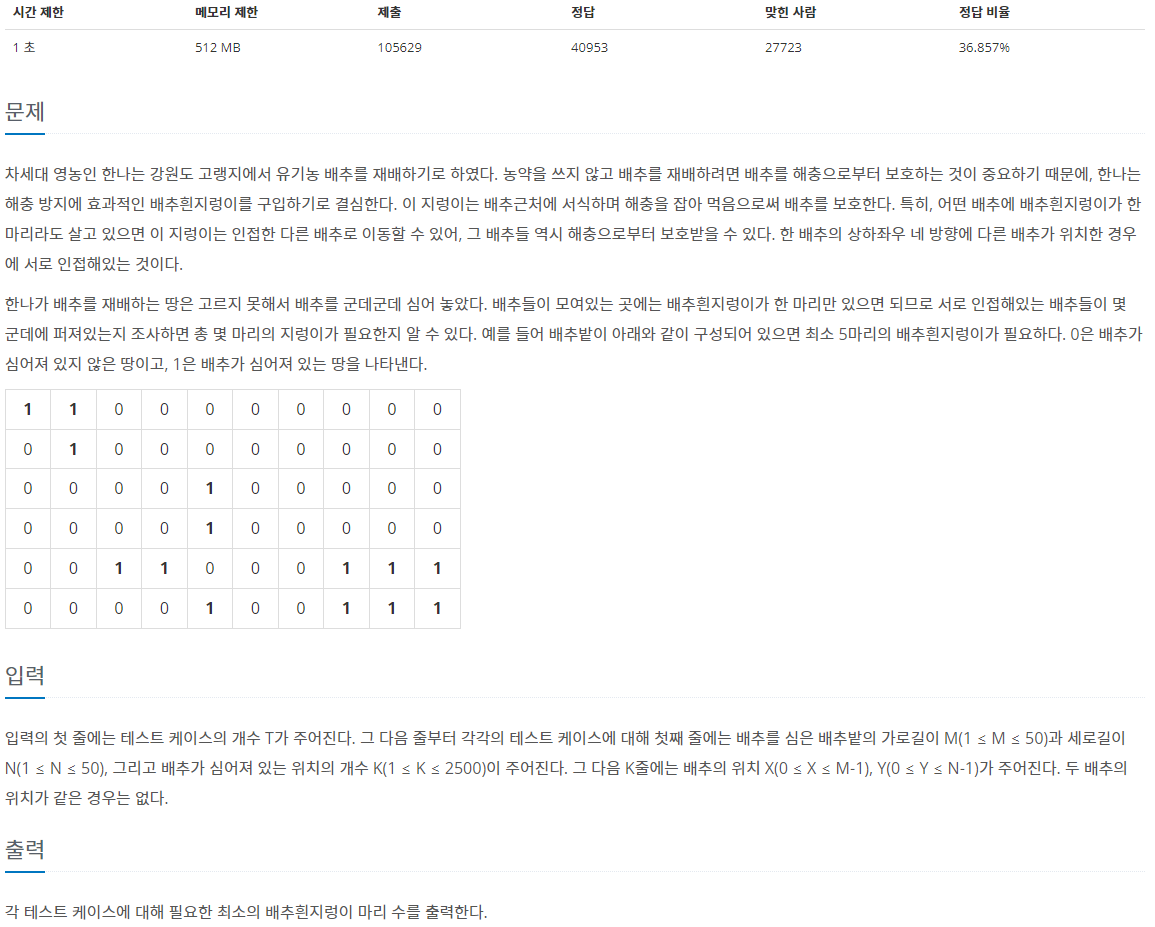 시간 제한 메모리 제한 제출 정답 맞힌 사람 정답 비율
1 초 512 MB 105629 40953 27723 36.857%
문제
차세대 영농인 한나는 강원도 고랭지에서 유기농 배추를 재배하기로 하였다. 농약을 쓰지 않고 배추를 재배하려면 배추를 해충으로부터 보호하는 것이 중요하기 때문에, 한나는
해충 방지에 효과적인 배추흰지렁이를 구입하기로 결심한다. 이 지렁이는 배추근처에 서식하며 해충을 잡아 먹음으로써 배추를 보호한다. 특히, 어떤 배추에 배추흰지렁이가 한
마리라도 살고 있으면 이 지렁이는 인접한 다른 배추로 이동할 수 있어, 그 배추들 역시 해충으로부터 보호받을 수 있다. 한 배추의 상하좌우 네 방향에 다른 배추가 위치한 경우
에 서로 인접해있는 것이다.
한나가 배추를 재배하는 땅은 고르지 못해서 배추를 군데군데 심어 놓았다. 배추들이 모여있는 곳에는 배추흰지렁이가 한 마리만 있으면 되므로 서로 인접해있는 배추들이 몇
군데에 퍼져있는지 조사하면 총 몇 마리의 지렁이가 필요한지 알 수 있다. 예를 들어 배추밭이 아래와 같이 구성되어 있으면 최소 5마리의 배추흰지렁이가 필요하다. 0은 배추가
심어져 있지 않은 땅이고, 1은 배추가 심어져 있는 땅을 나타낸다.
1 1 0 0 0 0 0 0 0 0
0 1 0 0 0 0 0 0 0 0
0 0 0 0 1 0 0 0 0 0
0 0 0 0 1 0 0 0 0 0
0 0 1 1 0 0 0 1 1 1
0 0 0 0 1 0 0 1 1 1
입력
입력의 첫 줄에는 테스트 케이스의 개수 T가 주어진다. 그 다음 줄부터 각각의 테스트 케이스에 대해 첫째 줄에는 배추를 심은 배추밭의 가로길이 M(1 ≤ M ≤ 50)과 세로길이
N(1 ≤ N ≤ 50), 그리고 배추가 심어져 있는 위치의 개수 K(1 ≤ K ≤ 2500)이 주어진다. 그 다음 K줄에는 배추의 위치 X(0 ≤ X ≤ M-1), Y(0 ≤ Y ≤ N-1)가 주어진다. 두 배추의
위치가 같은 경우는 없다.
출력
각 테스트 케이스에 대해 필요한 최소의 배추흰지렁이 마리 수를 출력한다.